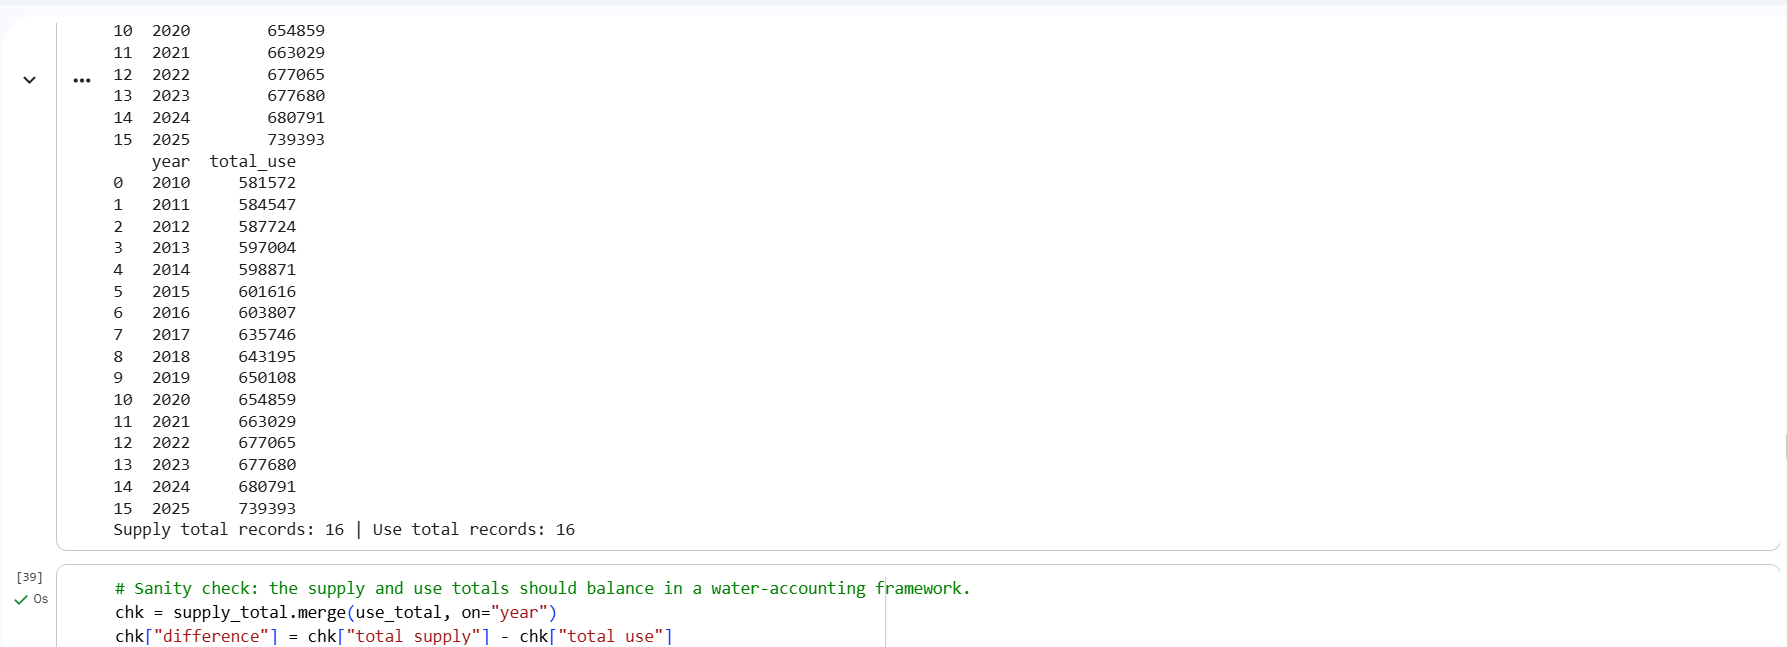 10  2020        654859
11  2021        663029
12  2022        677065
13  2023        677680
14  2024        680791
15  2025        739393
    year  total_use
0   2010     581572
1   2011     584547
2   2012     587724
3   2013     597004
4   2014     598871
5   2015     601616
6   2016     603807
7   2017     635746
8   2018     643195
9   2019     650108
10  2020     654859
11  2021     663029
12  2022     677065
13  2023     677680
14  2024     680791
15  2025     739393
Supply total records: 16 | Use total records: 16
[39]
0s
# Sanity check: the supply and use totals should balance in a water-accounting framework.
chk = supply_total.merge(use_total, on="year")
chk["difference"] = chk["total_supply"] - chk["total_use"]